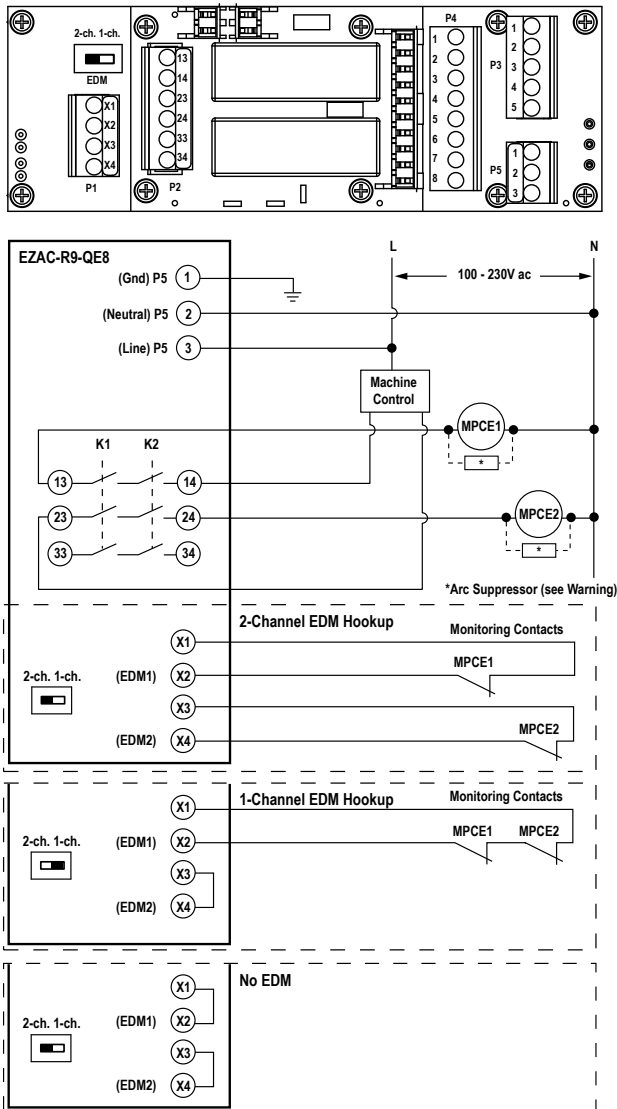 2-ch. 1-ch.
EDM
X1
X2
X3
X4
P1
13
14
23
24
33
34
P2
P4
1
2
3
4
5
6
7
8
P3
1
2
3
4
5
P5
1
2
3
EZAC-R9-QE8
L
N
(Gnd) P5 1
100 - 230V ac
(Neutral) P5 2
(Line) P5 3
Machine
Control
MPCE1
*
K1 K2
13 14
23 24
MPCE2
*
33 34
*Arc Suppressor (see Warning)
2-Channel EDM Hookup
Monitoring Contacts
X1
MPCE1
2-ch. 1-ch.
(EDM1) X2
X3
MPCE2
(EDM2) X4
1-Channel EDM Hookup
Monitoring Contacts
X1
MPCE1 MPCE2
2-ch. 1-ch.
(EDM1) X2
X3
(EDM2) X4
No EDM
X1
2-ch. 1-ch.
(EDM1) X2
X3
(EDM2) X4